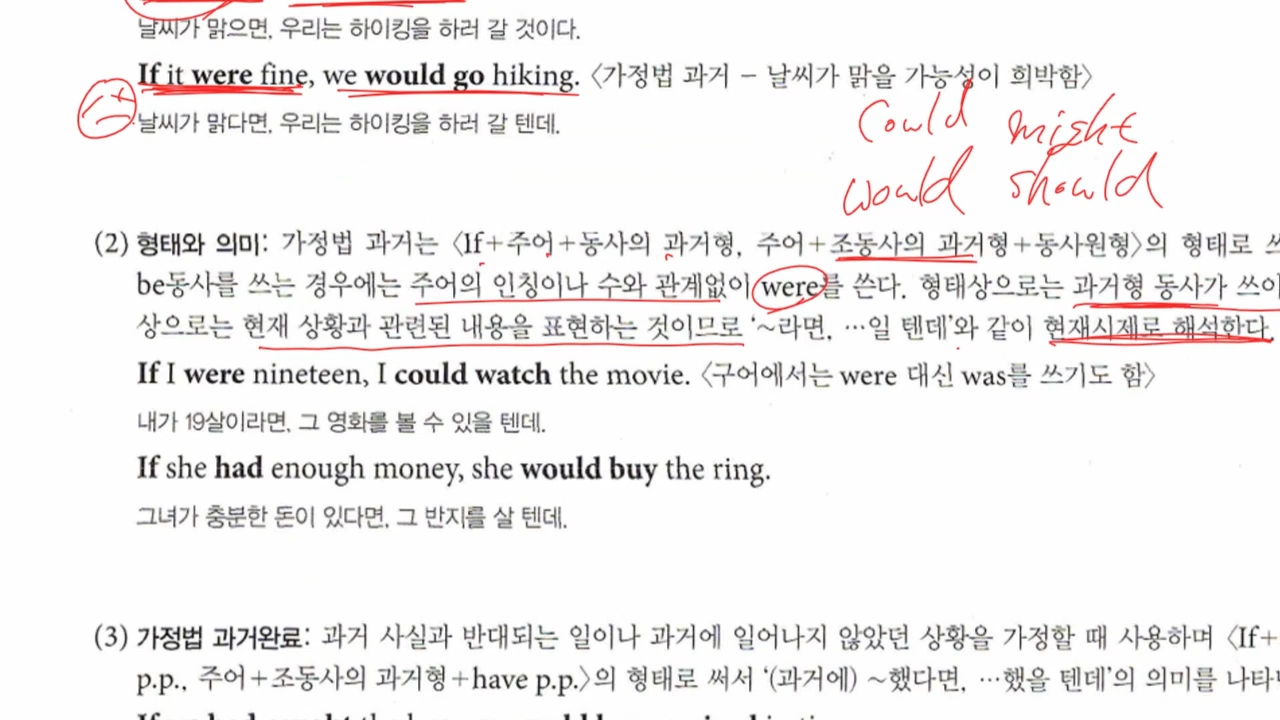 날씨가 맑으면, 우리는 하이킹을 하러 갈 것이다.
If it were fine, we would go hiking. 〈가정법 과거 – 날씨가 맑을 가능성이 희박함〉
날씨가 맑다면, 우리는 하이킹을 하러 갈 텐데.
could might
would should
(2) 형태와 의미: 가정법 과거는 〈If+주어+동사의 과거형, 주어+조동사의 과거형+동사원형〉의 형태로
be동사를 쓰는 경우에는 주어의 인칭이나 수와 관계없이 were를 쓴다. 형태상으로는 과거형 동사가 쓰이
상으로는 현재 상황과 관련된 내용을 표현하는 것이므로 '~라면, …일 텐데'와 같이 현재시제로 해석한다.
If I were nineteen, I could watch the movie. 〈구어에서는 were 대신 was를 쓰기도 함〉
내가 19살이라면, 그 영화를 볼 수 있을 텐데.
If she had enough money, she would buy the ring.
그녀가 충분한 돈이 있다면, 그 반지를 살 텐데.
(3) 가정법 과거완료: 과거 사실과 반대되는 일이나 과거에 일어나지 않았던 상황을 가정할 때 사용하며 〈If+
p.p., 주어+조동사의 과거형+have p.p.〉의 형태로 써서 '(과거에) ~했다면, …했을 텐데'의 의미를